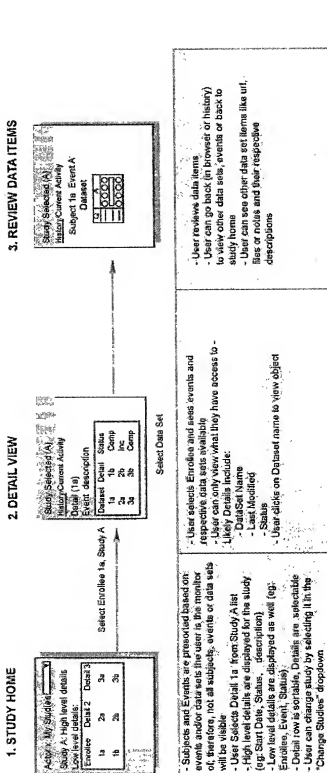 1. STUDY HOME
Actor x: My Studies
Study A: High level details
Low level details:
Enrollee Detail 2 Detail 3
1a 2a 3a
1b 2b 3b
Select Enrollee 1a, Study A
2. DETAIL VIEW
Study Selected (A)
History/Current Activity
Detail (1a)
Event description
Dataset Detail Status
1a 1b Comp
2a 2b Inc
3a 3b Comp
Select Data Set
3. REVIEW DATA ITEMS
Study Selected (A)
History/Current Activity
Subject 1a Event A
Dataset
Q A
- Subjects and Events are presorted based on:
events and/or data sets the user is the monitor
of, therefore, not all subjects, events or data sets
will be visible
- User Selects Detail 1a from Study A list
- High level details are displayed for the study
(eg: Start Date, Status, description)
- Low level details are displayed as well (eg:
Enrollee, Event, Status)
- Detail row is sortable, Details are selectable
- User can change study by selecting it in the
"Change Studies" dropdown
- User selects Enrollee and sees events and
respective data sets available
- User can only view what they have access to -
Likely Details include:
- DataSet Name
- Last Modified
- Status
- User clicks on Dataset name to view object
- User reviews data items
- User can go back (in browser or history)
to view other data sets, events or back to
study home
- User can see other data set items like url,
files or notes and their respective
descriptions